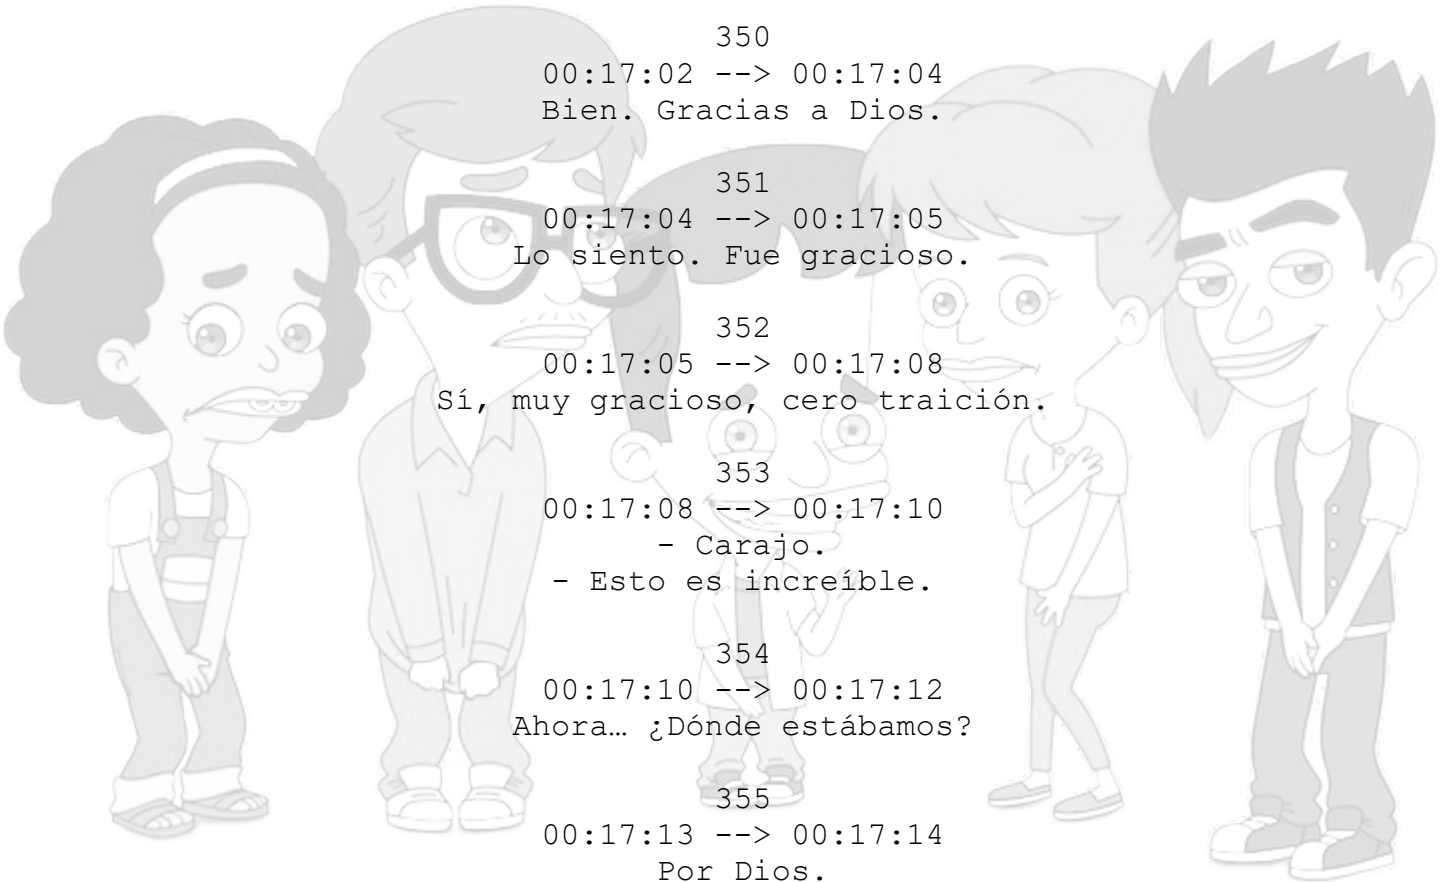 350
00:17:02 --> 00:17:04
Bien. Gracias a Dios.
351
00:17:04 --> 00:17:05
Lo siento. Fue gracioso.
352
00:17:05 --> 00:17:08
Sí, muy gracioso, cero traición.
353
00:17:08 --> 00:17:10
- Carajo.
- Esto es increíble.
354
00:17:10 --> 00:17:12
Ahora… ¿Dónde estábamos?
355
00:17:13 --> 00:17:14
Por Dios.